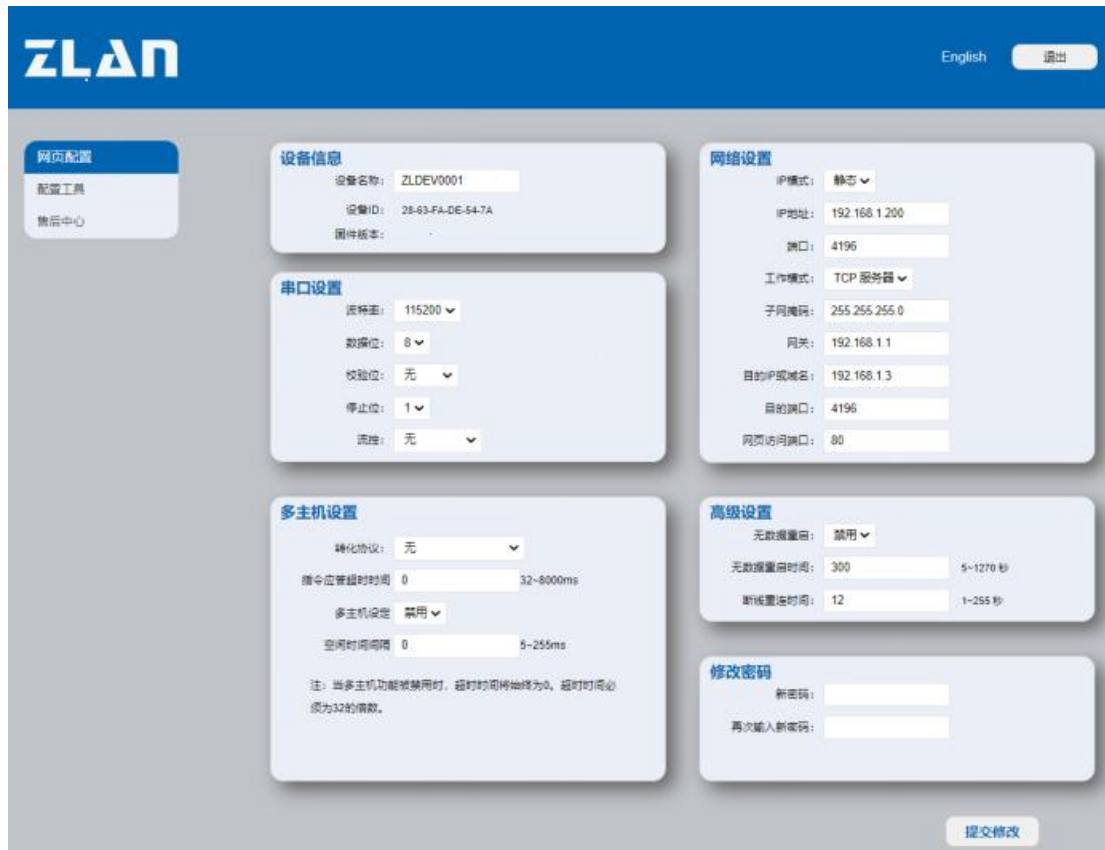 ZLAN
English
退出
网页配置
配置工具
售后中心
设备信息
设备名称: ZLDEV0001
设备ID: 28-63-FA-DE-54-7A
固件版本:
串口设置
波特率: 115200
数据位: 8
校验位: 无
停止位: 1
流控: 无
多主机设置
转化协议: 无
指令应答超时时间 0 32~8000ms
多主机设定 禁用
空闲时间间隔 0 5~255ms
注: 当多主机功能被禁用时, 超时时间将始终为0。超时时间必
须为32的倍数。
网络设置
IP模式: 静态
IP地址: 192.168.1.200
端口: 4196
工作模式: TCP 服务器
子网掩码: 255.255.255.0
网关: 192.168.1.1
目的IP或域名: 192.168.1.3
目的端口: 4196
网页访问端口: 80
高级设置
无数据重启: 禁用
无数据重启时间: 300 5~1270 秒
断线重连时间: 12 1~255 秒
修改密码
新密码:
再次输入新密码:
提交修改